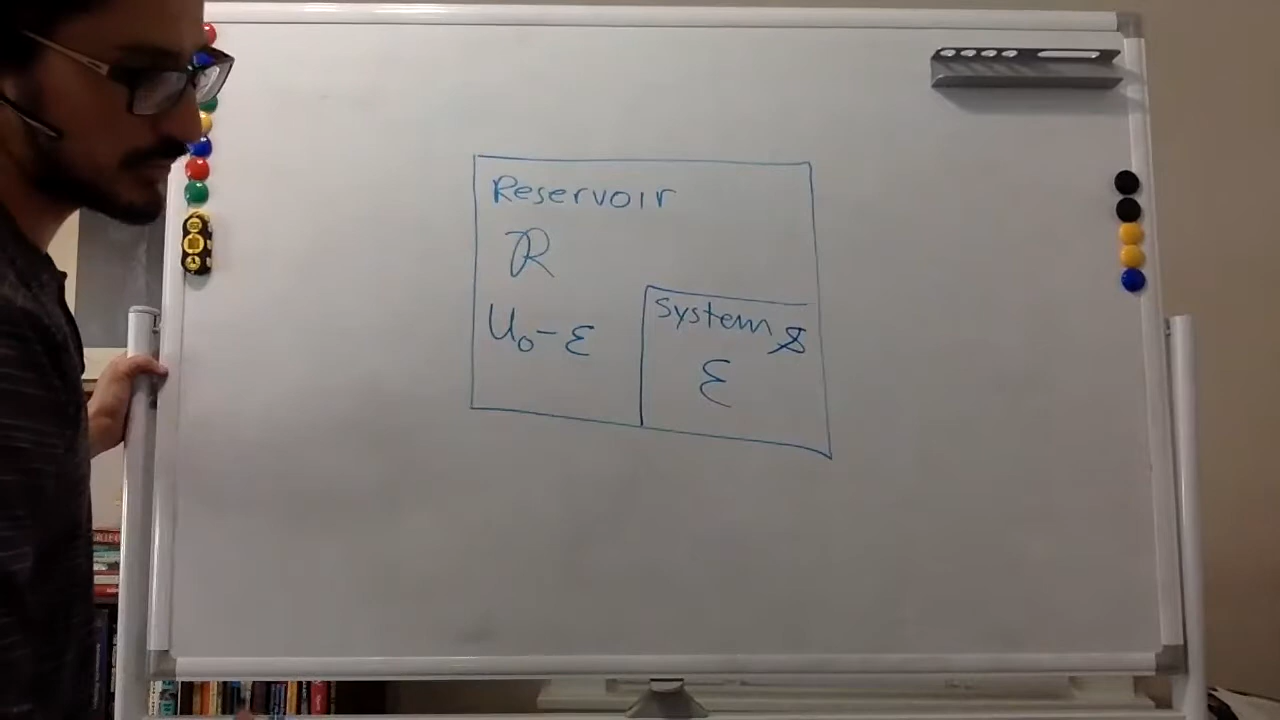 Reservoir
R
U₀-ε
System S
ε